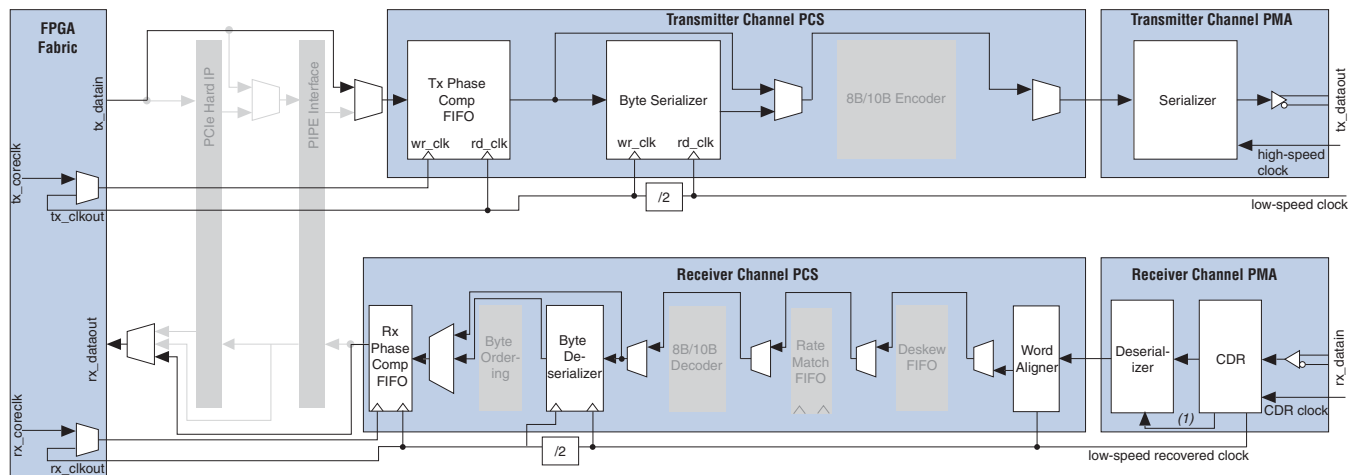 FPGA
Fabric
Transmitter Channel PCS
Transmitter Channel PMA
tx_datain
PCIe Hard IP
PIPE Interface
Tx Phase
Comp
FIFO
wr_clk
rd_clk
Byte Serializer
wr_clk
rd_clk
8B/10B Encoder
Serializer
tx_dataout
high-speed
clock
tx_coreclk
tx_clkout
/2
low-speed clock
Receiver Channel PCS
Receiver Channel PMA
rx_dataout
Rx
Phase
Comp
FIFO
Byte
Order-
ing
Byte
De-
serializer
8B/10B
Decoder
Rate
Match
FIFO
Deskew
FIFO
Word
Aligner
Deserial-
izer
CDR
rx_datain
CDR clock
(1)
rx_coreclk
rx_clkout
/2
low-speed recovered clock